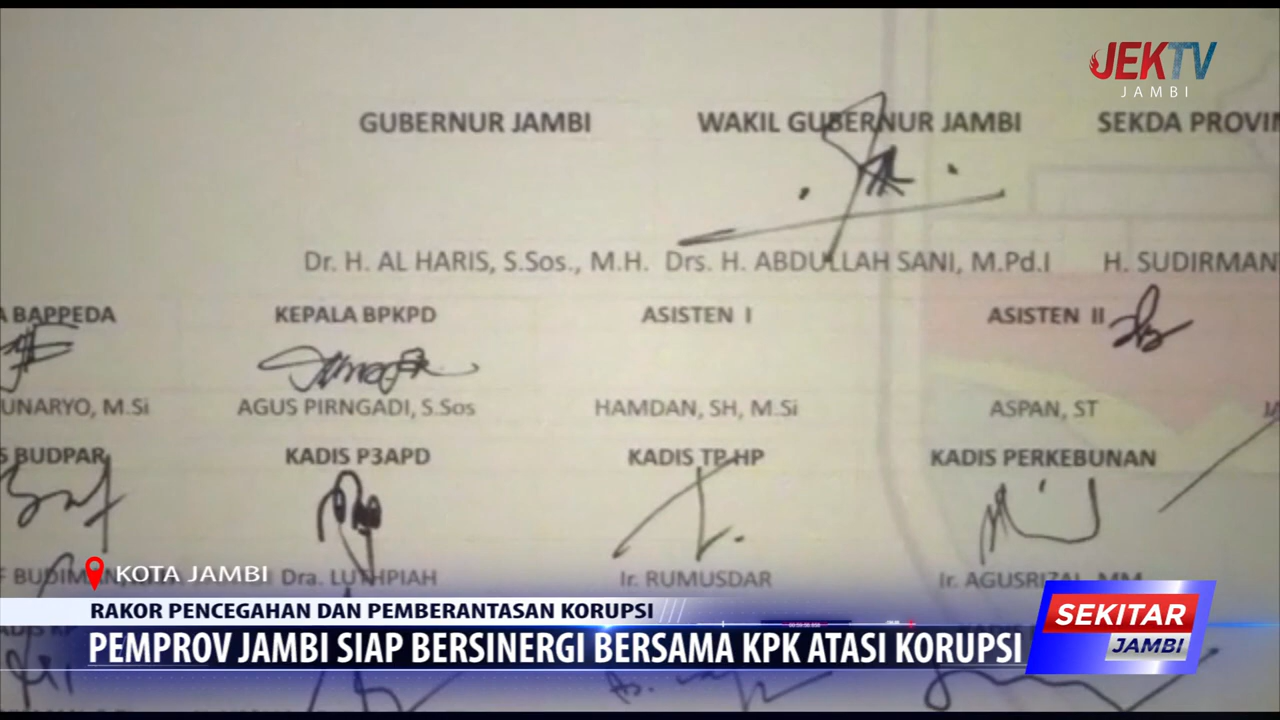 JEKTV
JAMBI
GUBERNUR JAMBI WAKIL GUBERNUR JAMBI SEKDA PROVIN
Dr. H. AL HARIS, S.Sos., M.H. Drs. H. ABDULLAH SANI, M.Pd.I H. SUDIRMAN
A BAPPEDA KEPALA BPKPD ASISTEN I ASISTEN II
UNARYO, M.Si AGUS PIRNGADI, S.Sos HAMDAN, SH, M.Si ASPAN, ST
S BUDPAR KADIS P3APD KADIS TP-HP KADIS PERKEBUNAN
F BUDIMAN Dra. LUTHPIAH Ir. RUMUSDAR Ir. AGUSRIZAL, MM
KOTA JAMBI
RAKOR PENCEGAHAN DAN PEMBERANTASAN KORUPSI
PEMPROV JAMBI SIAP BERSINERGI BERSAMA KPK ATASI KORUPSI
SEKITAR
JAMBI